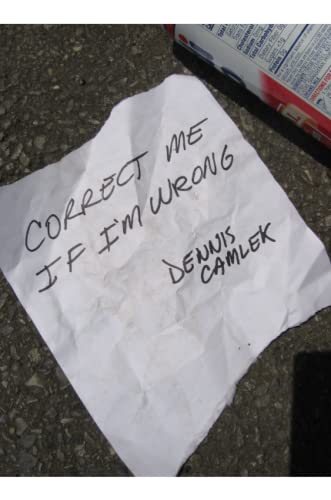 CORRECT ME
IF I'M WRONG
DENNIS
CAMLEK